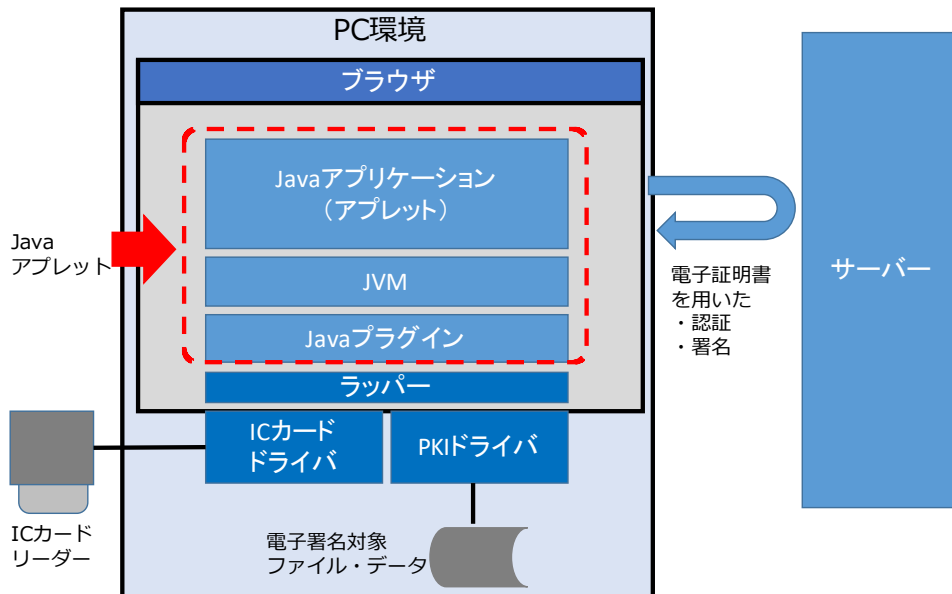 PC環境
ブラウザ
Javaアプリケーション
（アプレット）
Java
アプレット
JVM
Javaプラグイン
ラッパー
ICカード
ドライバ
PKIドライバ
電子証明書
を用いた
・認証
・署名
サーバー
ICカード
リーダー
電子署名対象
ファイル・データ